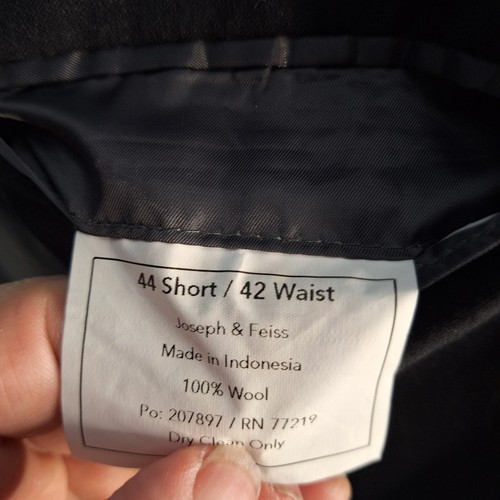 44 Short / 42 Waist
Joseph & Feiss
Made in Indonesia
100% Wool
Po: 207897 / RN 77219
Dry Clean Only